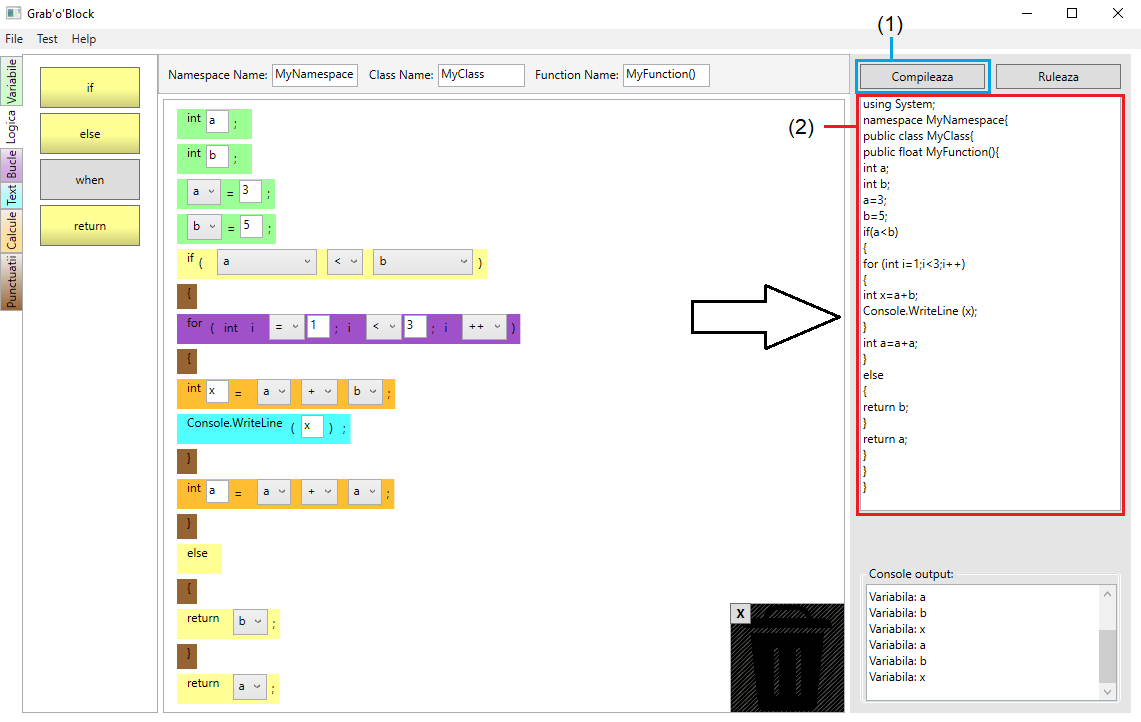 Grab'o'Block
File Test Help
(1)
Variabile
Logica
Bucle
Text
Calcule
Punctuatii
if
else
when
return
Namespace Name: MyNamespace Class Name: MyClass Function Name: MyFunction()
int a ;
int b ;
a = 3 ;
b = 5 ;
if ( a < b )
{
for ( int i = 1 ; i < 3 ; i ++ )
{
int x = a + b ;
Console.WriteLine ( x ) ;
}
int a = a + a ;
}
else
{
return b ;
}
return a ;
X
Compileaza Ruleaza
(2)
using System;
namespace MyNamespace{
public class MyClass{
public float MyFunction(){
int a;
int b;
a=3;
b=5;
if(a<b)
{
for (int i=1;i<3;i++)
{
int x=a+b;
Console.WriteLine (x);
}
int a=a+a;
}
else
{
return b;
}
return a;
}
}
}
Console output:
Variabila: a
Variabila: b
Variabila: x
Variabila: a
Variabila: b
Variabila: x